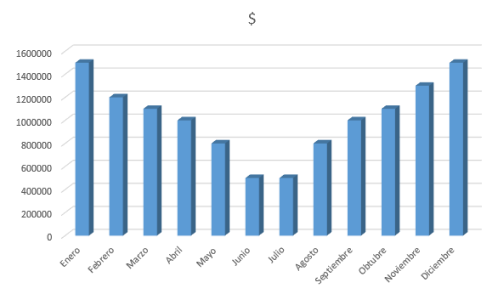 $
1600000
1400000
1200000
1000000
800000
600000
400000
200000
0
Enero
Febrero
Marzo
Abril
Mayo
Junio
Julio
Agosto
Septiembre
Obtubre
Noviembre
Diciembre